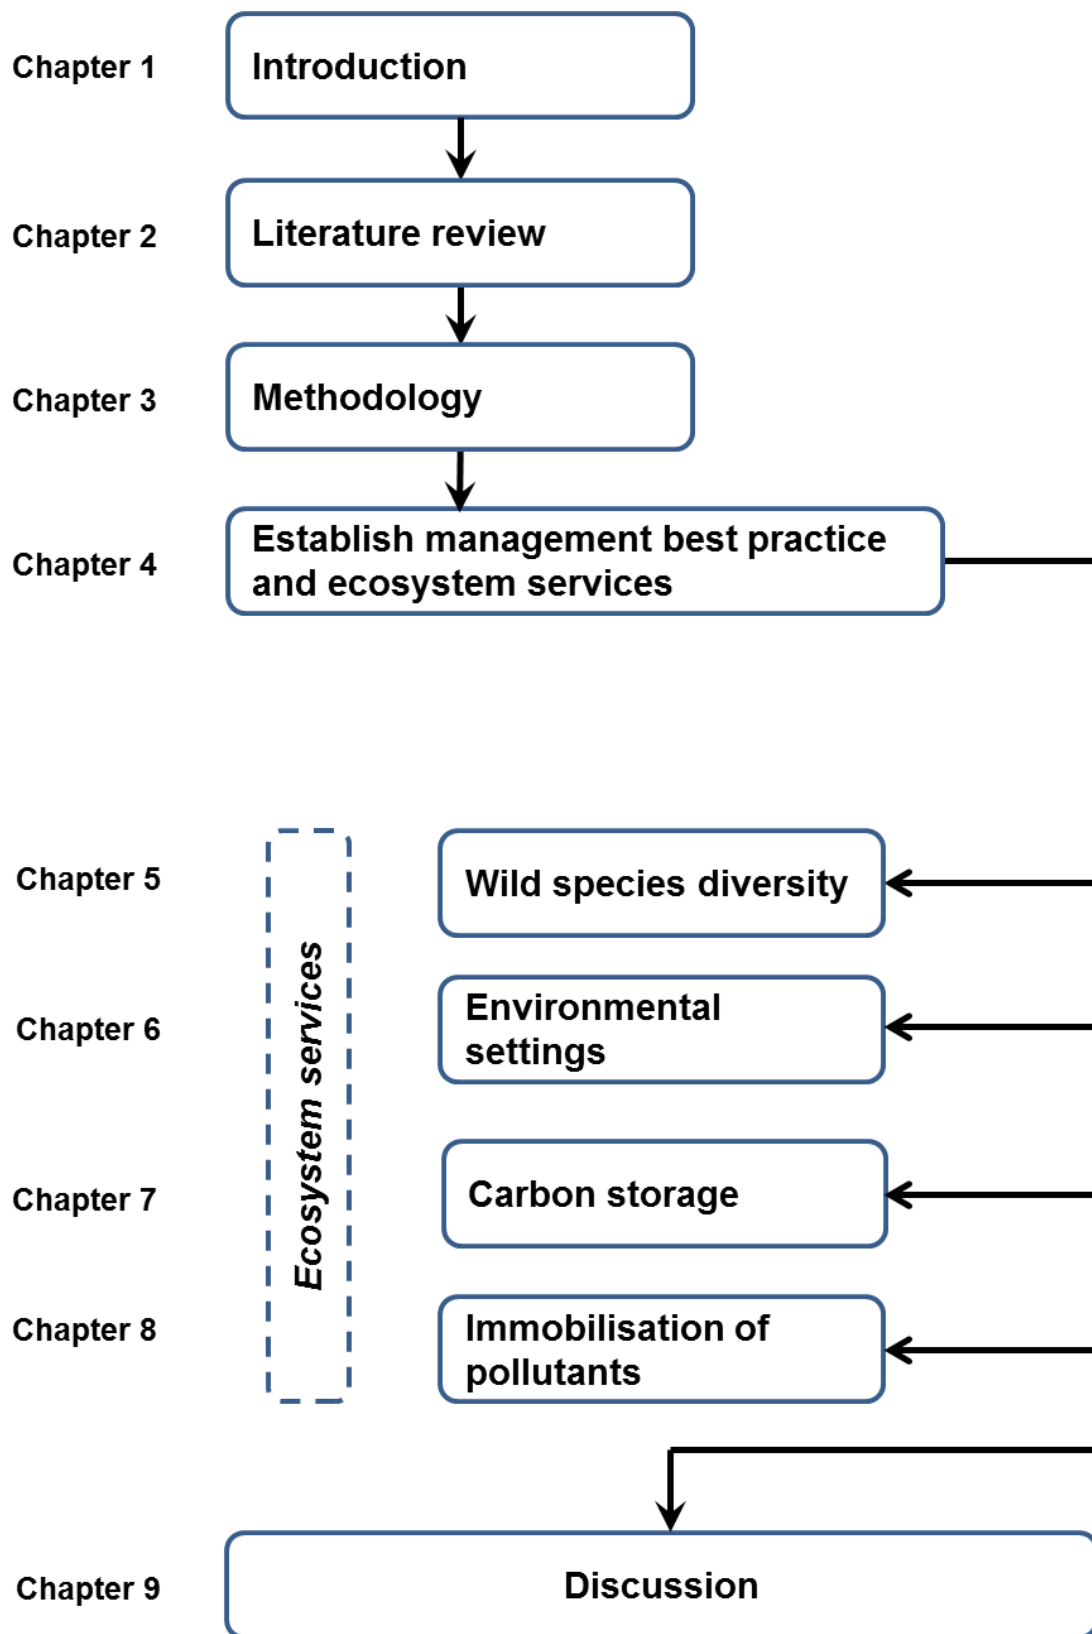 Chapter 1
Introduction
Chapter 2
Literature review
Chapter 3
Methodology
Chapter 4
Establish management best practice
and ecosystem services
Ecosystem services
Chapter 5
Wild species diversity
Chapter 6
Environmental
settings
Chapter 7
Carbon storage
Chapter 8
Immobilisation of
pollutants
Chapter 9
Discussion